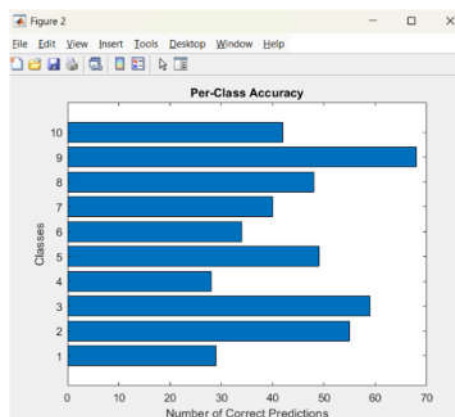 Figure 2
File Edit View Insert Tools Desktop Window Help
Per-Class Accuracy
10
9
8
7
6
5
4
3
2
1
Classes
0 10 20 30 40 50 60 70
Number of Correct Predictions